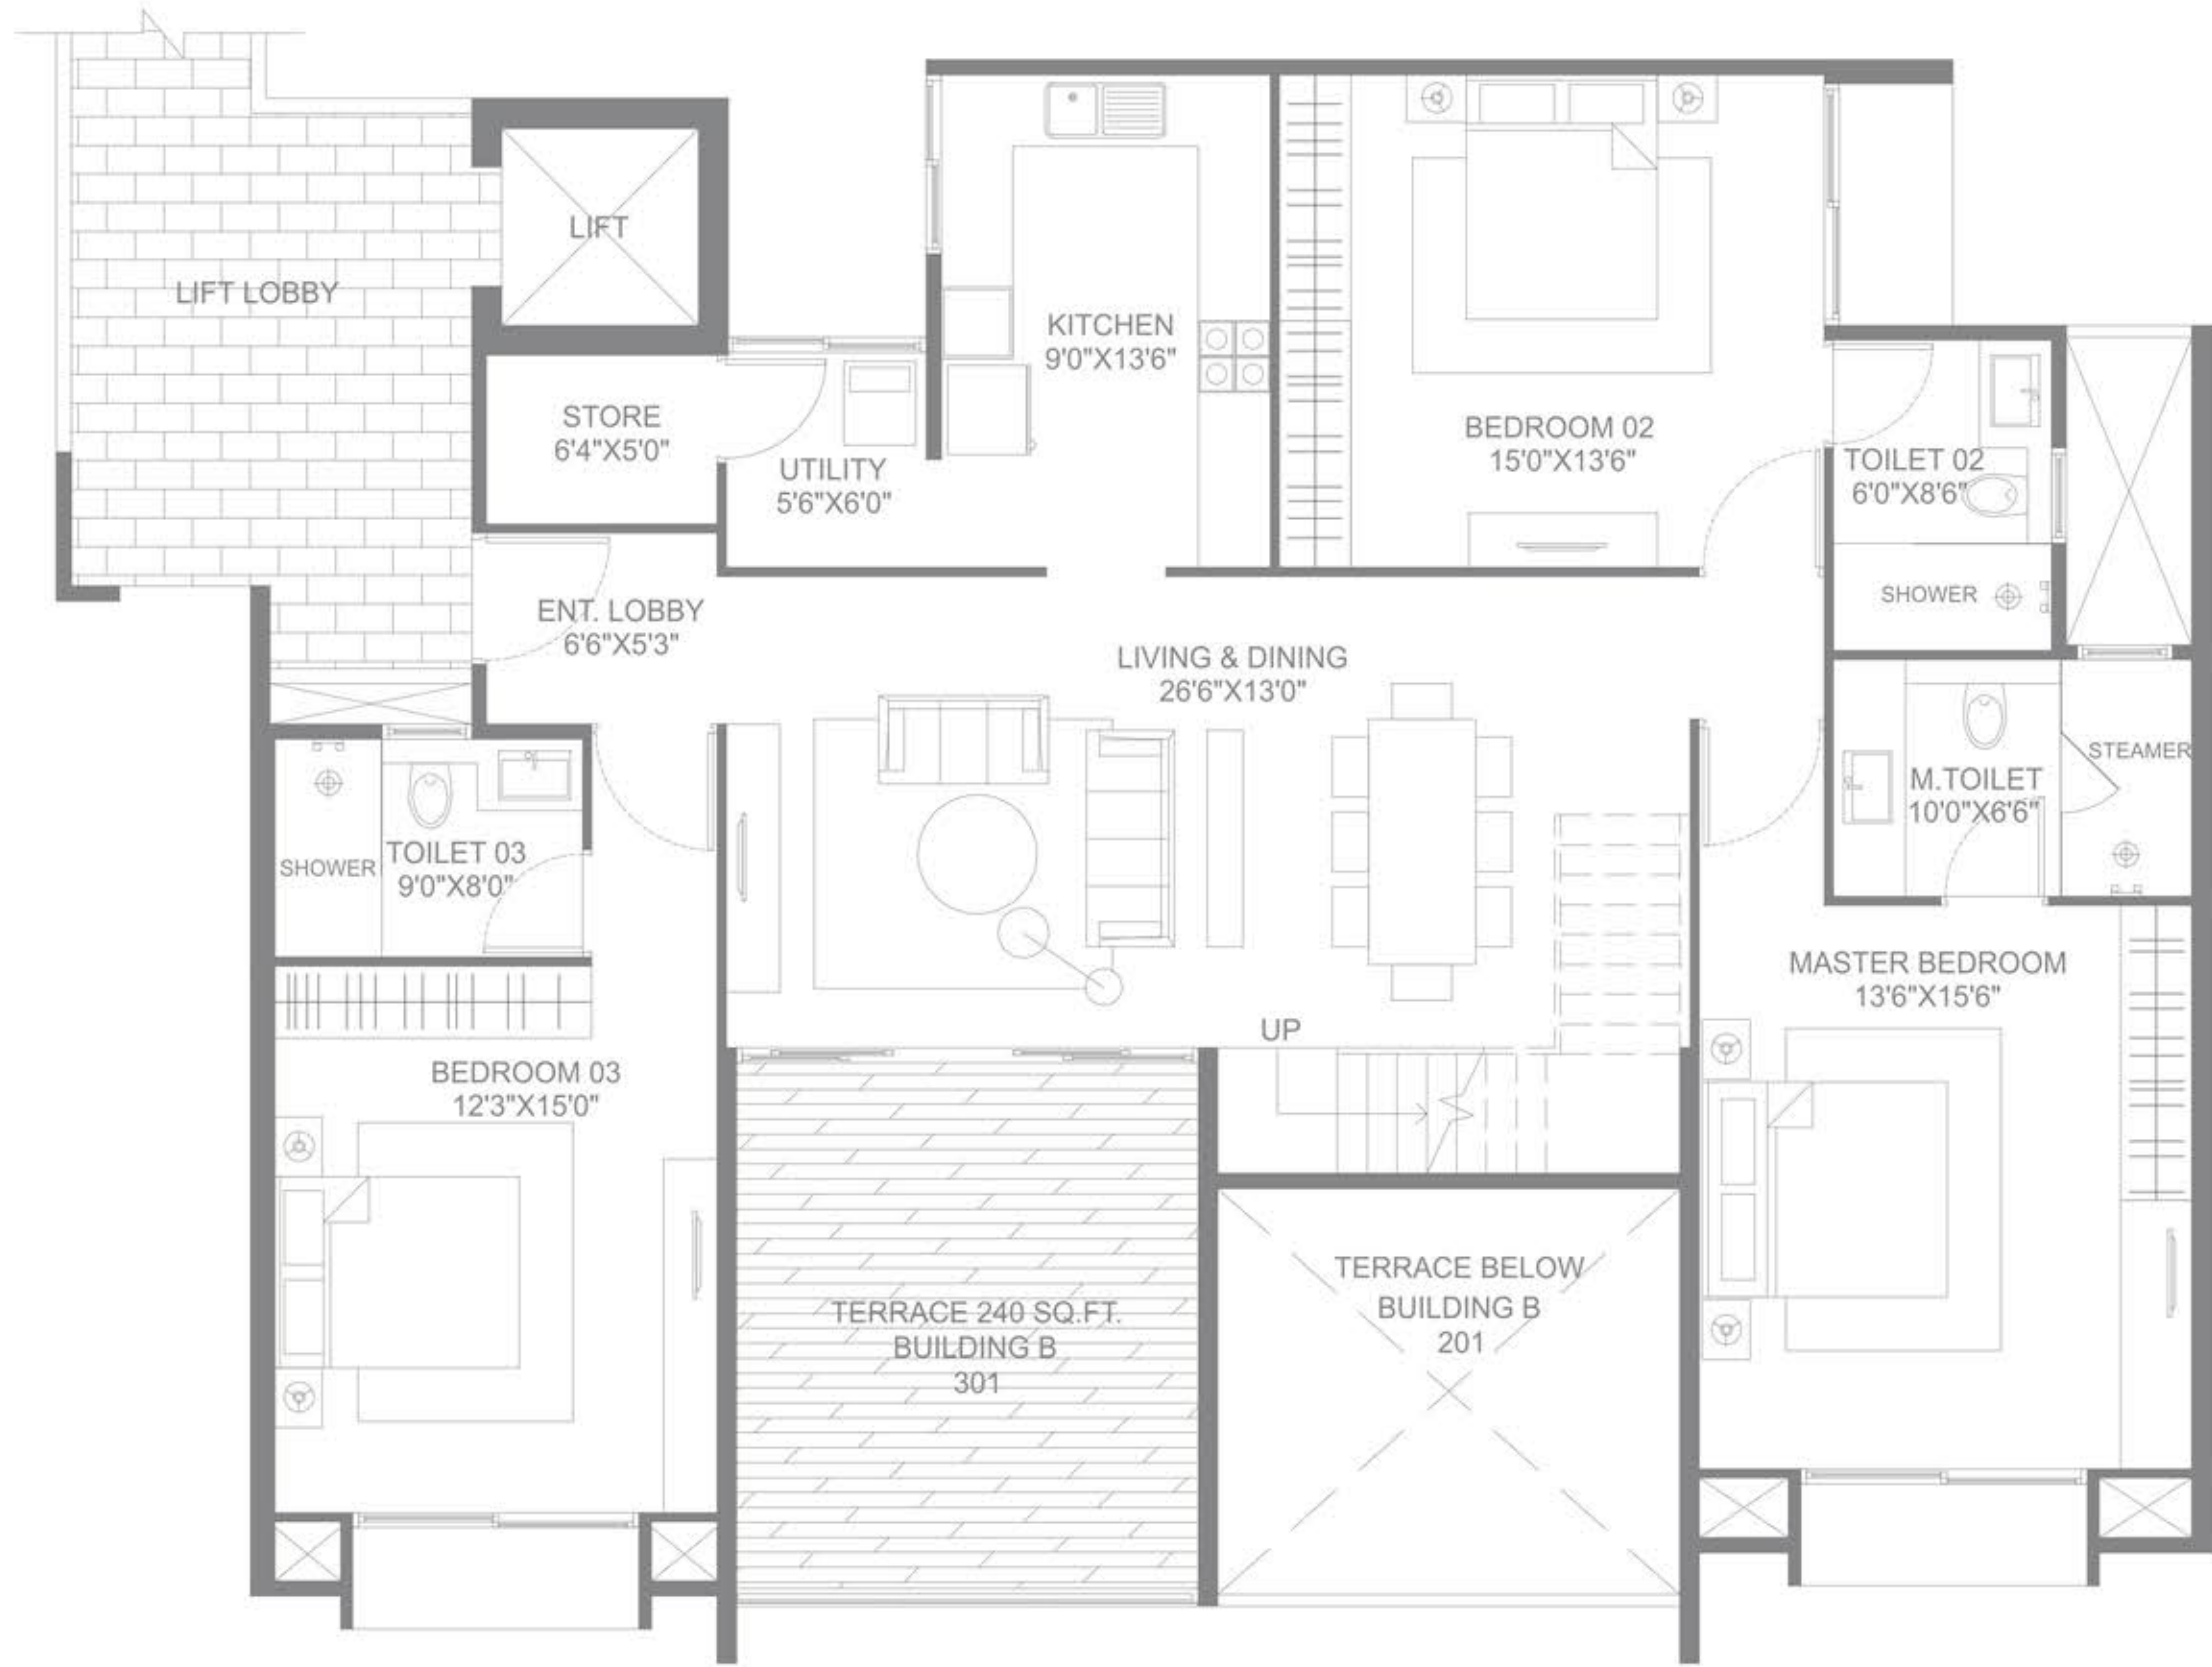 LIFT
LIFT LOBBY
KITCHEN
9'0"X13'6"
STORE
6'4"X5'0"
UTILITY
5'6"X6'0"
BEDROOM 02
15'0"X13'6"
TOILET 02
6'0"X8'6"
SHOWER
ENT. LOBBY
6'6"X5'3"
LIVING & DINING
26'6"X13'0"
STEAMER
M.TOILET
10'0"X6'6"
TOILET 03
9'0"X8'0"
SHOWER
MASTER BEDROOM
13'6"X15'6"
UP
BEDROOM 03
12'3"X15'0"
TERRACE 240 SQ.FT.
BUILDING B
301
TERRACE BELOW
BUILDING B
201